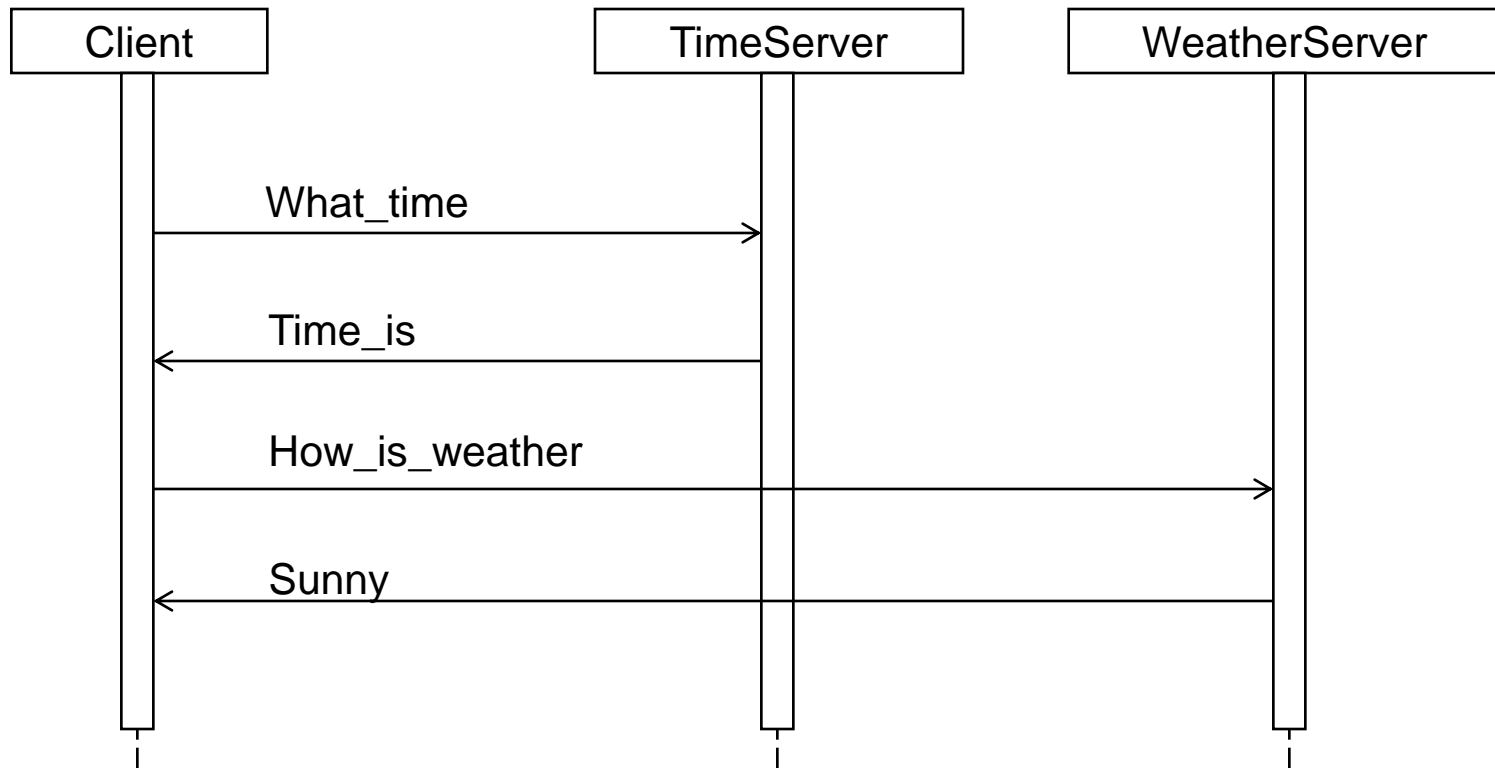 Client
TimeServer
WeatherServer
What_time
Time_is
How_is_weather
Sunny